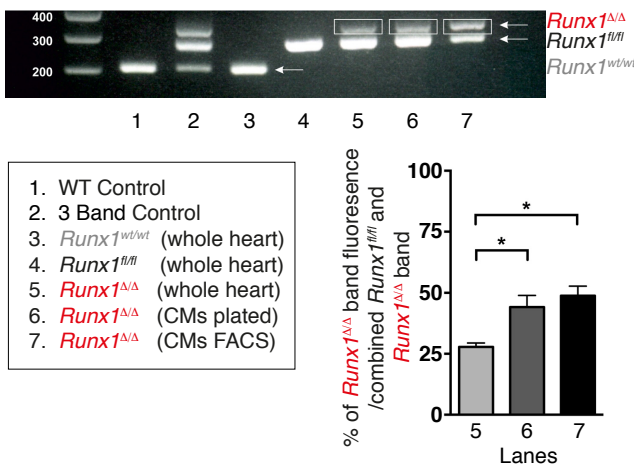 400
300
200
Runx1Δ/Δ
Runx1fl/fl
Runx1wt/wt
1 2 3 4 5 6 7
1. WT Control
2. 3 Band Control
3. Runx1wt/wt (whole heart)
4. Runx1fl/fl (whole heart)
5. Runx1Δ/Δ (whole heart)
6. Runx1Δ/Δ (CMs plated)
7. Runx1Δ/Δ (CMs FACS)
% of Runx1Δ/Δ band fluoresence
/combined Runx1fl/fl and
Runx1Δ/Δ band
100
75
50
25
0
*
*
5 6 7
Lanes